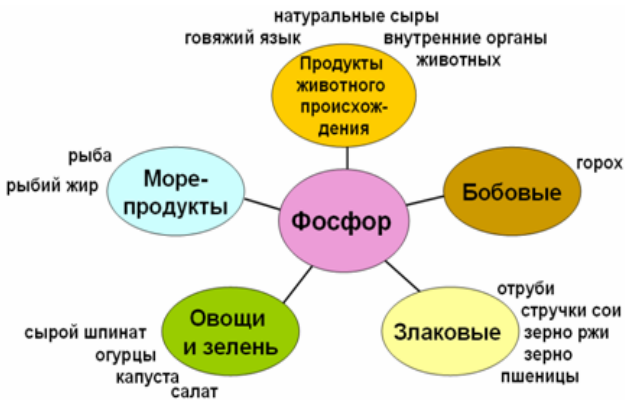 натуральные сыры
говяжий язык
внутренние органы
животных
Продукты
животного
происхож-
дения
рыба
рыбий жир
Море-
продукты
Бобовые
горох
Фосфор
Овощи
и зелень
сырой шпинат
огурцы
капуста
салат
Злаковые
отруби
стручки сои
зерно ржи
зерно
пшеницы